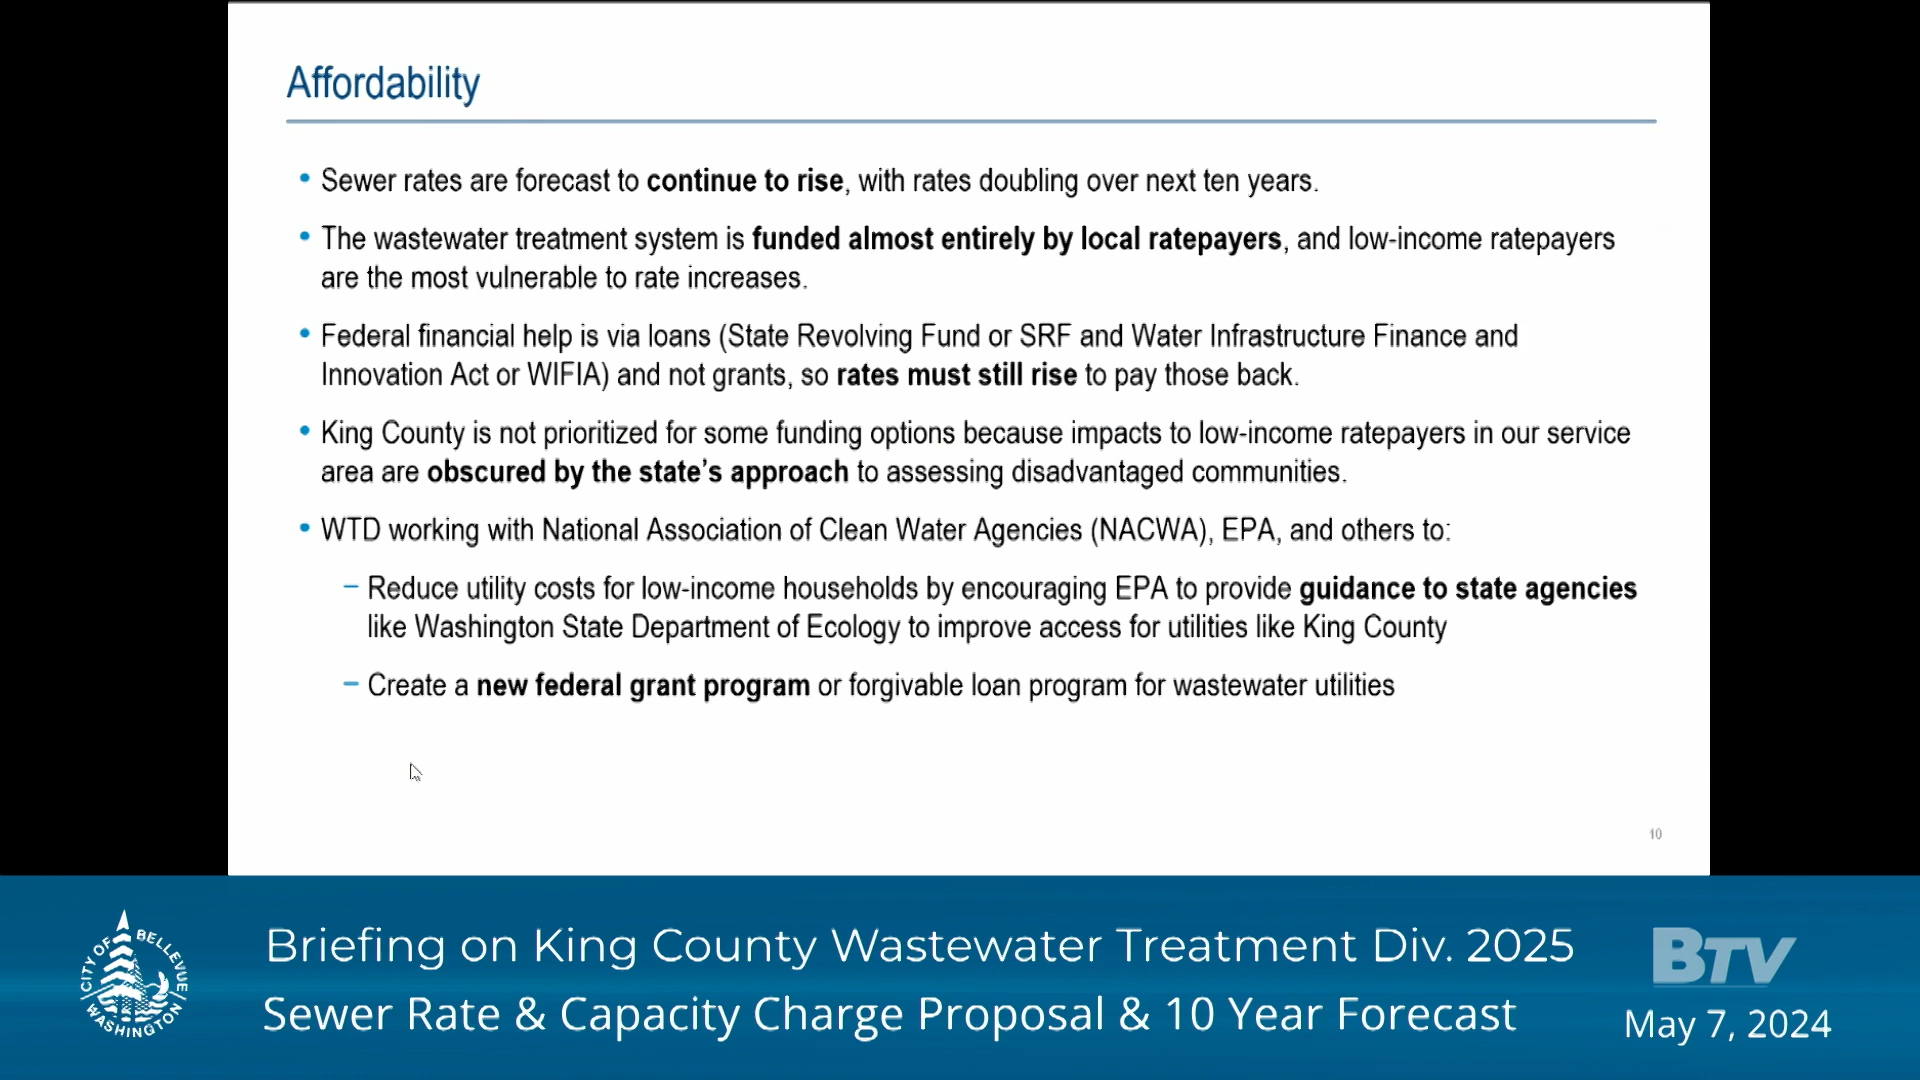 Affordability
• Sewer rates are forecast to continue to rise, with rates doubling over next ten years.
• The wastewater treatment system is funded almost entirely by local ratepayers, and low-income ratepayers
are the most vulnerable to rate increases.
• Federal financial help is via loans (State Revolving Fund or SRF and Water Infrastructure Finance and
Innovation Act or WIFIA) and not grants, so rates must still rise to pay those back.
• King County is not prioritized for some funding options because impacts to low-income ratepayers in our service
area are obscured by the state’s approach to assessing disadvantaged communities.
• WTD working with National Association of Clean Water Agencies (NACWA), EPA, and others to:
– Reduce utility costs for low-income households by encouraging EPA to provide guidance to state agencies
like Washington State Department of Ecology to improve access for utilities like King County
– Create a new federal grant program or forgivable loan program for wastewater utilities
10
CITY OF BELLEVUE
WASHINGTON
Briefing on King County Wastewater Treatment Div. 2025
Sewer Rate & Capacity Charge Proposal & 10 Year Forecast
BTV
May 7, 2024